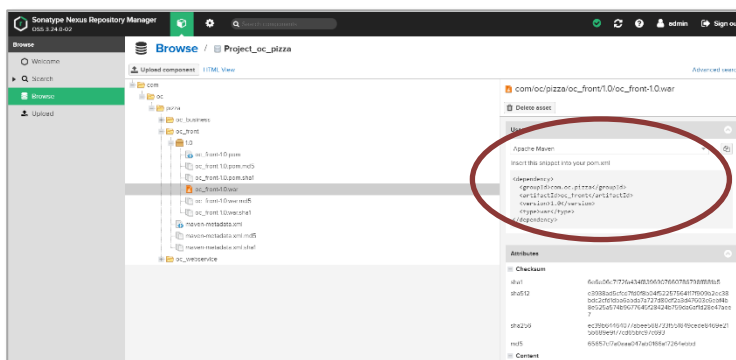 Sonatype Nexus Repository Manager
OSS 3.24.0-02
Search components
admin
Sign out
Browse
Welcome
Search
Browse
Upload
Browse / Project_oc_pizza
Upload component
HTML View
Advanced search
com
oc
pizza
oc_business
oc_front
1.0
oc_front-1.0.pom
oc_front-1.0.pom.md5
oc_front-1.0.pom.sha1
oc_front-1.0.war
oc_front-1.0.war.md5
oc_front-1.0.war.sha1
maven-metadata.xml
maven-metadata.xml.md5
maven-metadata.xml.sha1
oc_webservice
com/oc/pizza/oc_front/1.0/oc_front-1.0.war
Delete asset
Apache Maven
Insert this snippet into your pom.xml
<dependency>
<groupId>com.oc.pizza</groupId>
<artifactId>oc_front</artifactId>
<version>1.0</version>
<type>war</type>
</dependency>
Attributes
Checksum
sha1
sha512
sha256
md5
Content